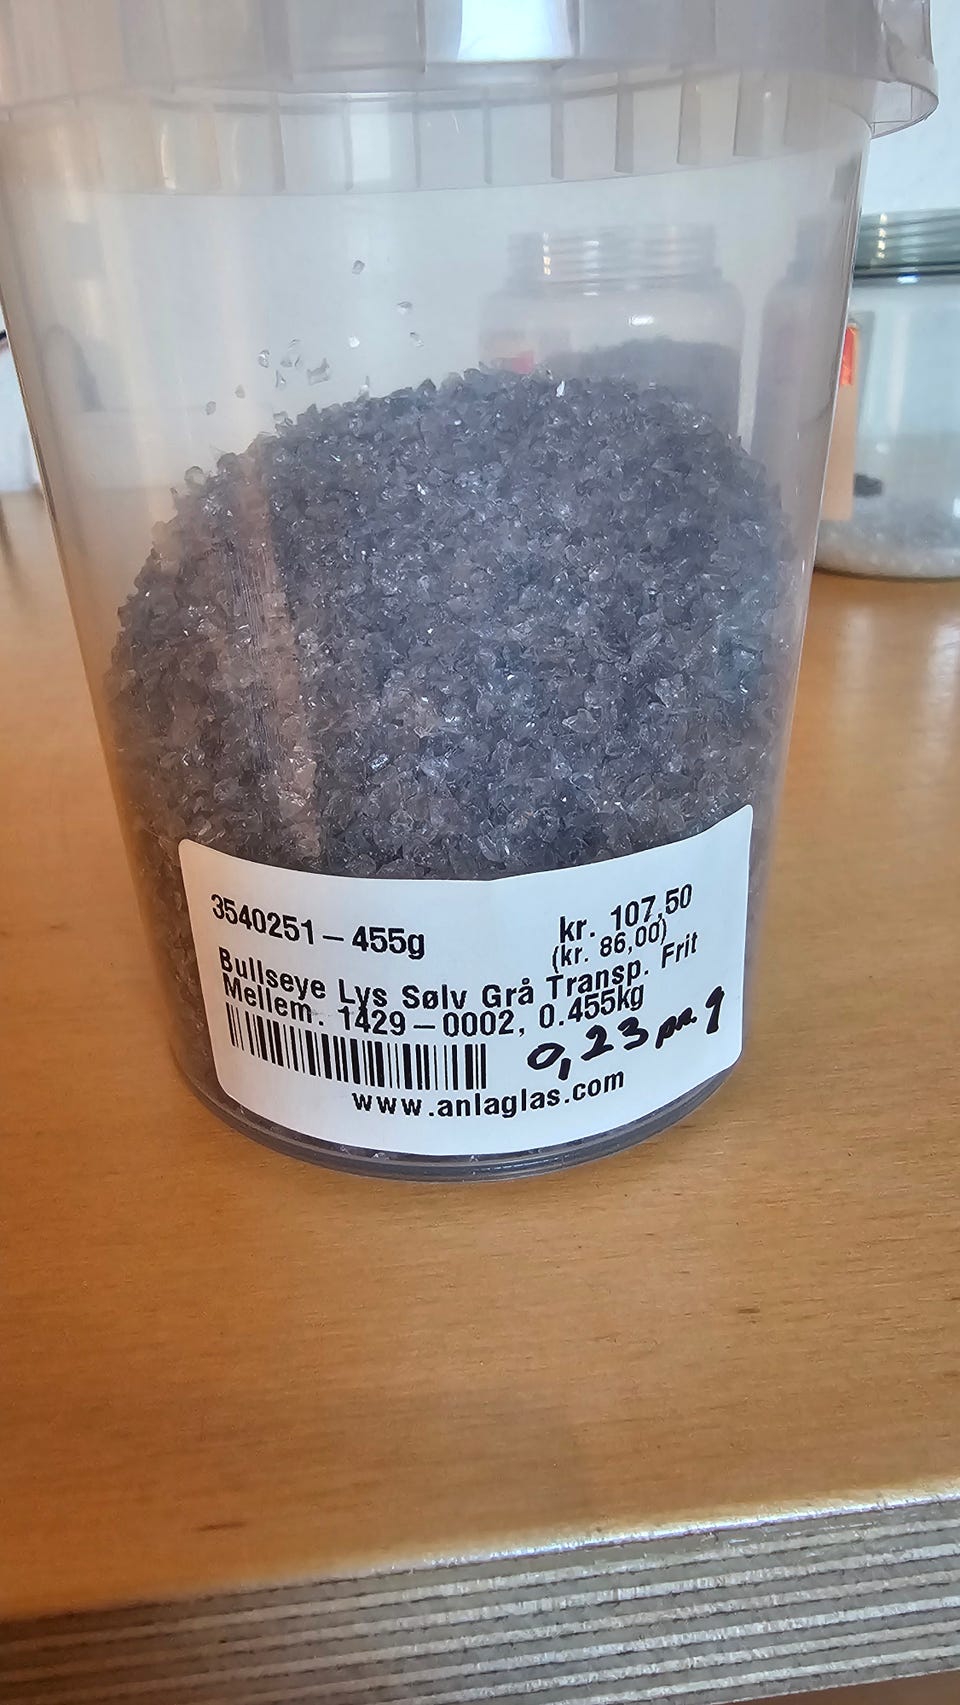 3540251-455g kr. 107,50
(kr. 86,00)
Bullseye Lys Sølv Grå Transp. Frit
Mellem. 1429-0002, 0.455kg
0,23 pr. g
www.anlaglas.com